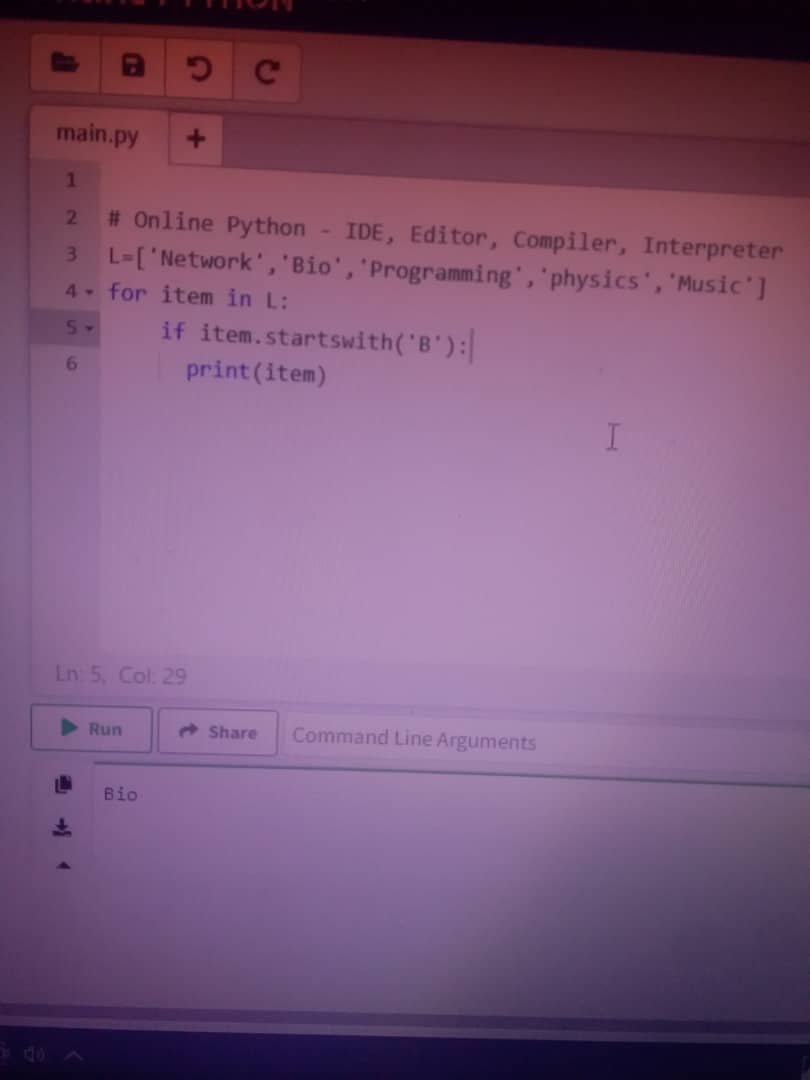 main.py +
1
2 # Online Python - IDE, Editor, Compiler, Interpreter
3 L=['Network','Bio','Programming','physics','Music']
4 for item in L:
5     if item.startswith('B'):
6       print(item)
Ln: 5, Col: 29
Run Share Command Line Arguments
Bio